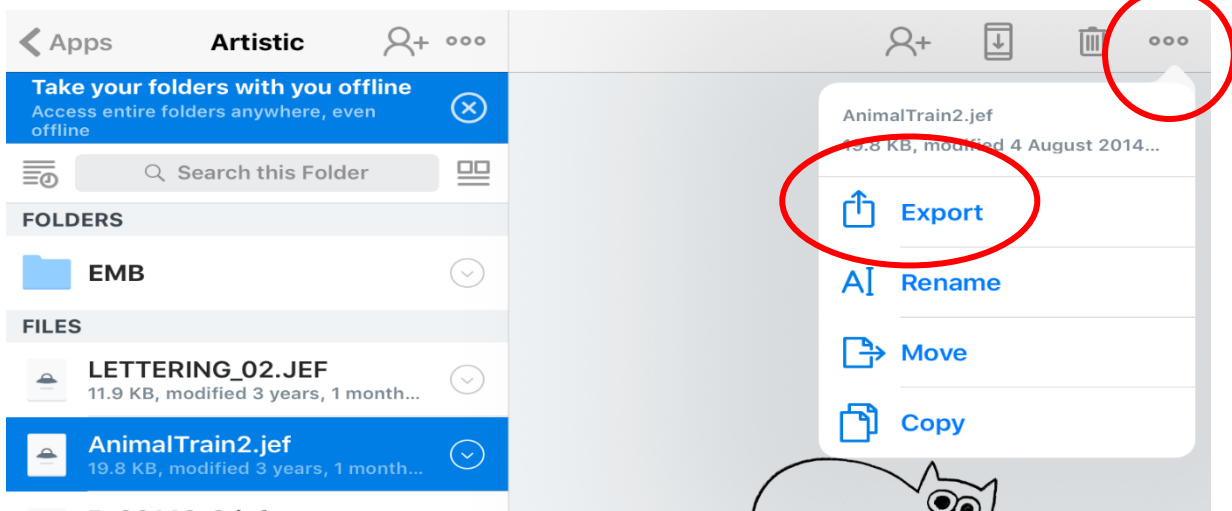 Apps
Artistic
Take your folders with you offline
Access entire folders anywhere, even
offline
Search this Folder
FOLDERS
EMB
FILES
LETTERING_02.JEF
11.9 KB, modified 3 years, 1 month...
AnimalTrain2.jef
19.8 KB, modified 3 years, 1 month...
AnimalTrain2.jef
19.8 KB, modified 4 August 2014...
Export
Rename
Move
Copy